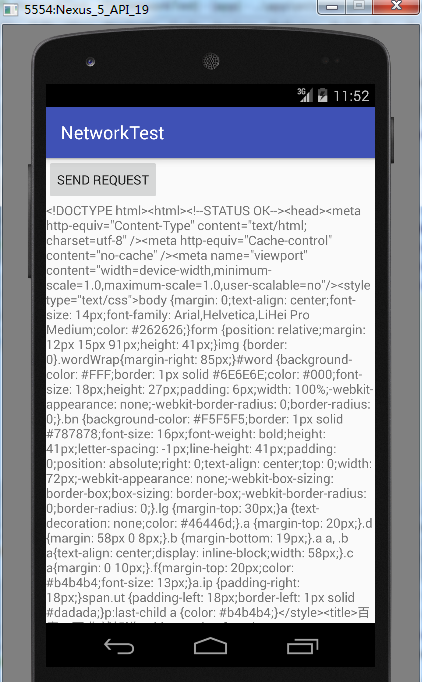 5554:Nexus_5_API_19
3G
11:52
NetworkTest
SEND REQUEST
<!DOCTYPE html><html><!--STATUS OK--><head><meta
http-equiv="Content-Type" content="text/html;
charset=utf-8" /><meta http-equiv="Cache-control"
content="no-cache" /><meta name="viewport"
content="width=device-width,minimum-
scale=1.0,maximum-scale=1.0,user-scalable=no"/><style
type="text/css">body {margin: 0;text-align: center;font-
size: 14px;font-family: Arial,Helvetica,LiHei Pro
Medium;color: #262626;}form {position: relative;margin:
12px 15px 91px;height: 41px;}img {border:
0}.wordWrap{margin-right: 85px;}#word {background-
color: #FFF;border: 1px solid #6E6E6E;color: #000;font-
size: 18px;height: 27px;padding: 6px;width: 100%;-webkit-
appearance: none;-webkit-border-radius: 0;border-radius:
0;}.bn {background-color: #F5F5F5;border: 1px solid
#787878;font-size: 16px;font-weight: bold;height:
41px;letter-spacing: -1px;line-height: 41px;padding:
0;position: absolute;right: 0;text-align: center;top: 0;width:
72px;-webkit-appearance: none;-webkit-box-sizing:
border-box;box-sizing: border-box;-webkit-border-radius:
0;border-radius: 0;}.lg {margin-top: 30px;}a {text-
decoration: none;color: #46446d;}.a {margin-top: 20px;}.d
{margin: 58px 0 8px;}.b {margin-bottom: 19px;}.a a, .b
a{text-align: center;display: inline-block;width: 58px;}.c
a{margin: 0 10px;}.f{margin-top: 20px;color:
#b4b4b4;font-size: 13px;}a.ip {padding-right:
18px;}span.ut {padding-left: 18px;border-left: 1px solid
#dadada;}p:last-child a {color: #b4b4b4;}</style><title>百